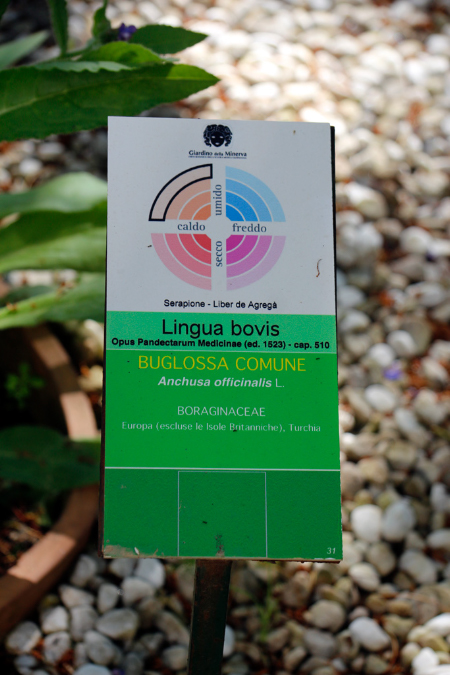 Giardino della Minerva
umido
caldo freddo
secco
Serapione - Liber de Agregà
Lingua bovis
Opus Pandectarum Medicinae (ed. 1523) - cap. 510
BUGLOSSA COMUNE
Anchusa officinalis L.
BORAGINACEAE
Europa (escluse le Isole Botanniche), Turchia
31